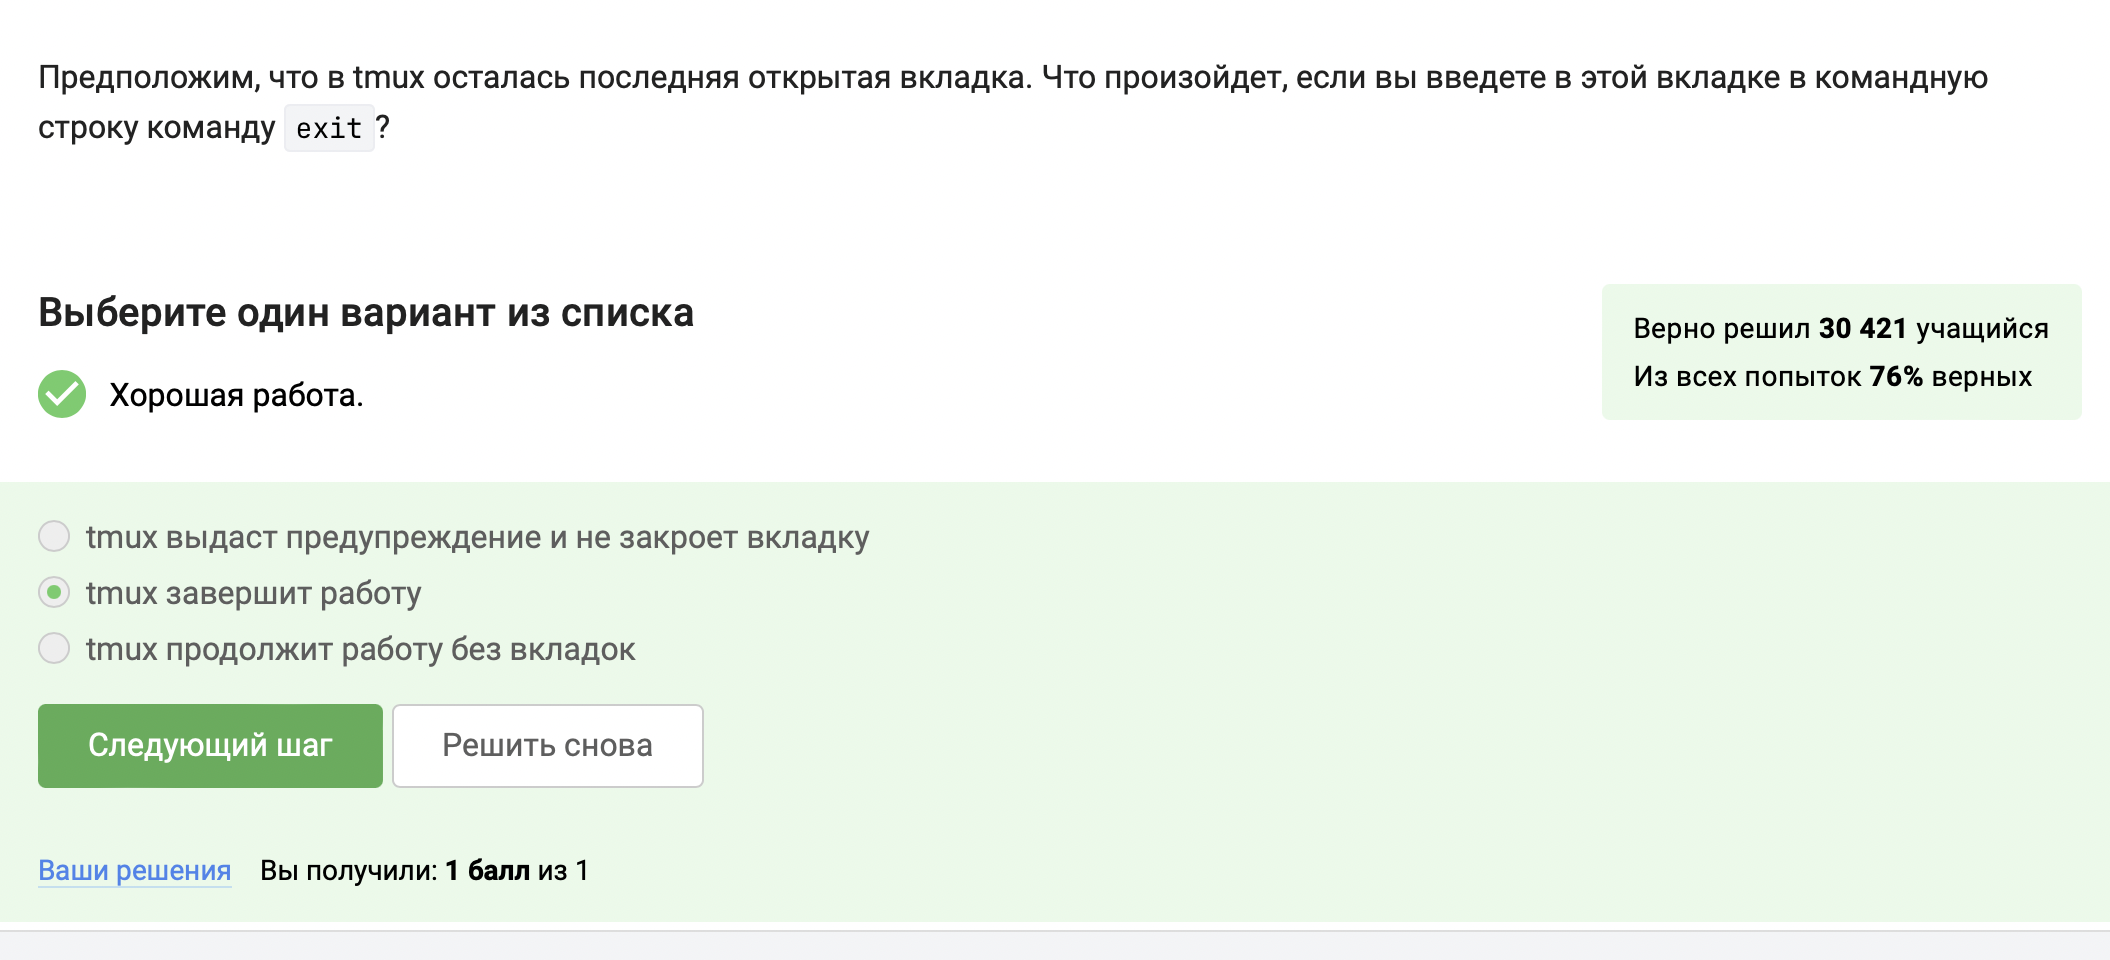 Предположим, что в tmux осталась последняя открытая вкладка. Что произойдет, если вы введете в этой вкладке в командную
строку команду exit?
Выберите один вариант из списка
Хорошая работа.
Верно решил 30 421 учащийся
Из всех попыток 76% верных
tmux выдаст предупреждение и не закроет вкладку
tmux завершит работу
tmux продолжит работу без вкладок
Следующий шаг
Решить снова
Ваши решения Вы получили: 1 балл из 1